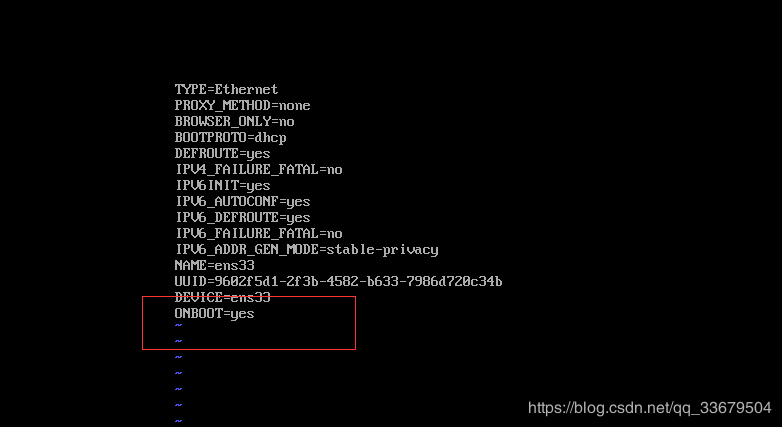 TYPE=Ethernet
PROXY_METHOD=none
BROWSER_ONLY=no
BOOTPROTO=dhcp
DEFROUTE=yes
IPV4_FAILURE_FATAL=no
IPV6INIT=yes
IPV6_AUTOCONF=yes
IPV6_DEFROUTE=yes
IPV6_FAILURE_FATAL=no
IPV6_ADDR_GEN_MODE=stable-privacy
NAME=ens33
UUID=9602f5d1-2f3b-4582-b633-7986d720c34b
DEVICE=ens33
ONBOOT=yes
~
~
~
~
~
~
~
https://blog.csdn.net/qq_33679504